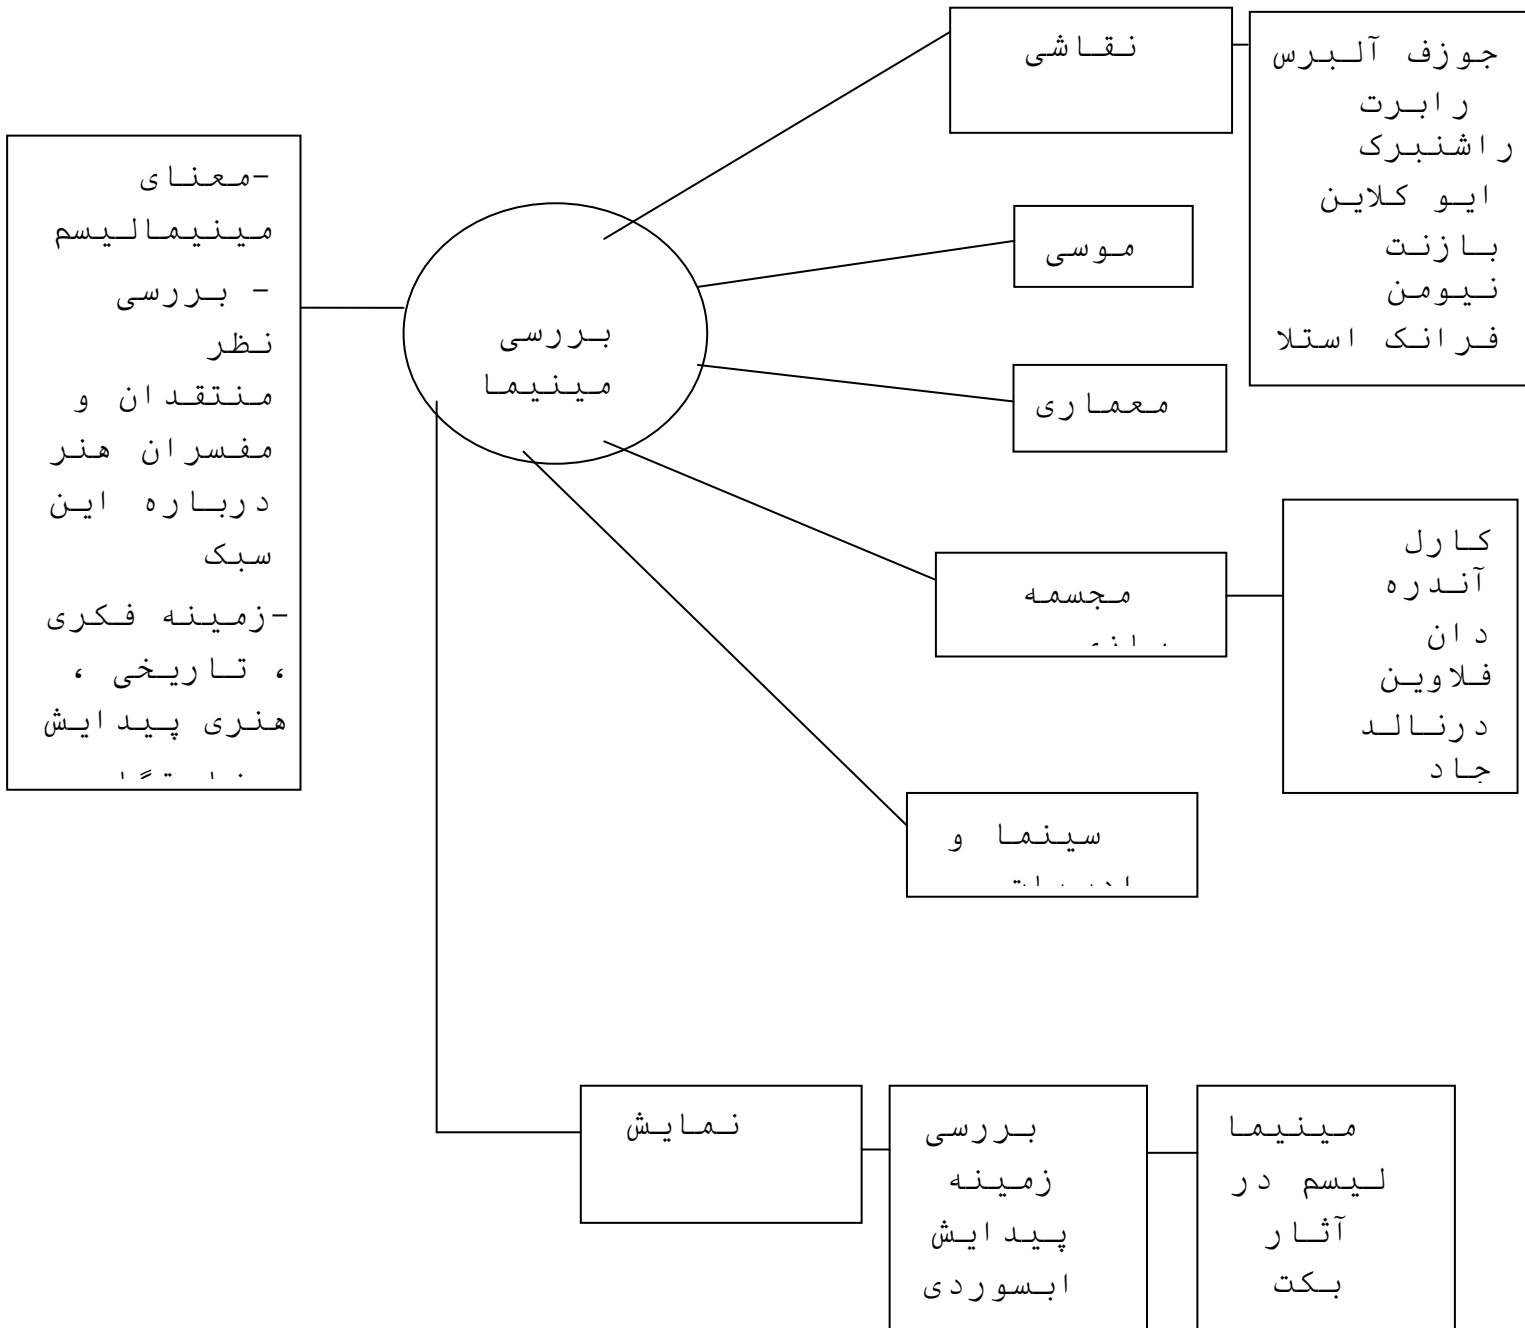 نقاشی
جوزف آلبرس
رابرت
راشنبرک
ایو کلاین
بازنت
نیومن
فرانک استلا
-معنای
مینیمالیسم
- بررسی
نظر
منتقدان و
مفسران هنر
درباره این
سبک
-زمینه فکری
، تاریخی ،
هنری پیدایش
بررسی
مینیما
موسی
معماری
مجسمه
کارل
آندره
دان
فلاوین
درنالد
جاد
سینما و
نمایش
بررسی
زمینه
پیدایش
ابسوردی
مینیما
لیسم در
آثار
بکت